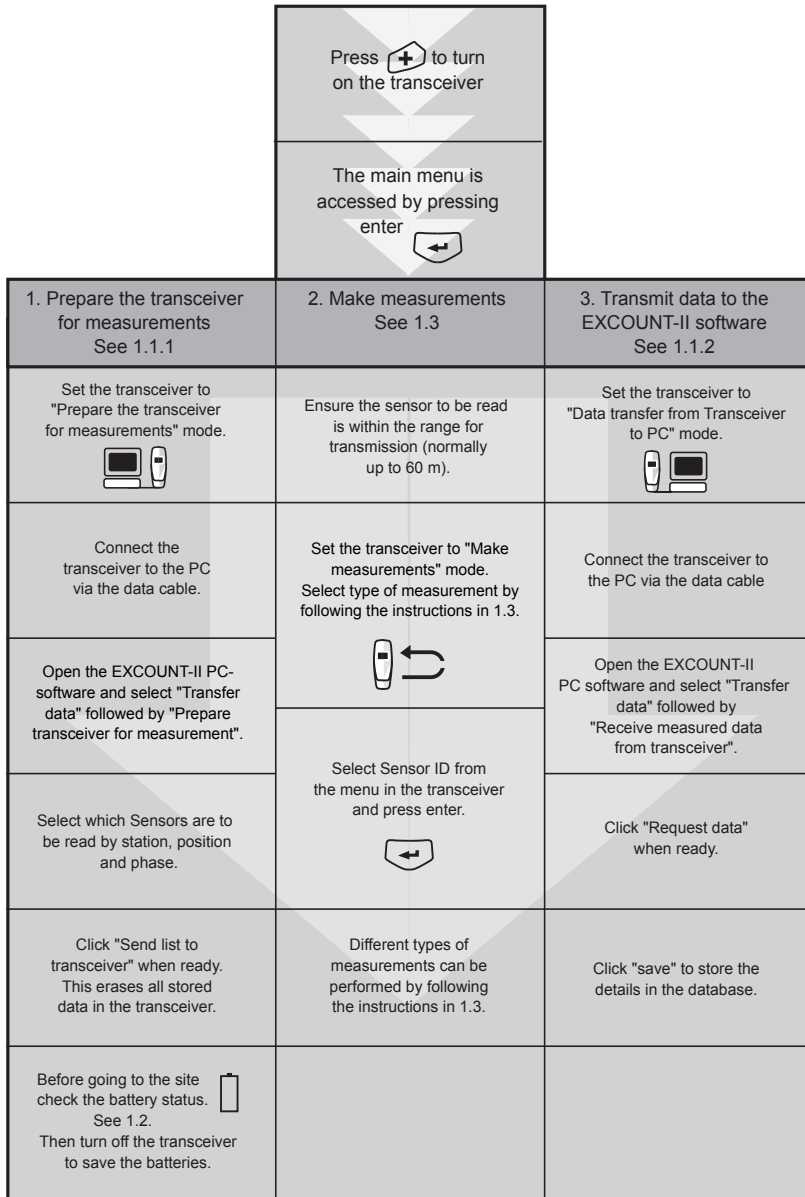 Press + to turn
on the transceiver
The main menu is
accessed by pressing
enter
1. Prepare the transceiver
for measurements
See 1.1.1
Set the transceiver to
"Prepare the transceiver
for measurements" mode.
Connect the
transceiver to the PC
via the data cable.
Open the EXCOUNT-II PC-
software and select "Transfer
data" followed by "Prepare
transceiver for measurement".
Select which Sensors are to
be read by station, position
and phase.
Click "Send list to
transceiver" when ready.
This erases all stored
data in the transceiver.
Before going to the site
check the battery status.
See 1.2.
Then turn off the transceiver
to save the batteries.
2. Make measurements
See 1.3
Ensure the sensor to be read
is within the range for
transmission (normally
up to 60 m).
Set the transceiver to "Make
measurements" mode.
Select type of measurement by
following the instructions in 1.3.
Select Sensor ID from
the menu in the transceiver
and press enter.
Different types of
measurements can be
performed by following
the instructions in 1.3.
3. Transmit data to the
EXCOUNT-II software
See 1.1.2
Set the transceiver to
"Data transfer from Transceiver
to PC" mode.
Connect the transceiver to
the PC via the data cable
Open the EXCOUNT-II
PC software and select "Transfer
data" followed by
"Receive measured data
from transceiver".
Click "Request data"
when ready.
Click "save" to store the
details in the database.